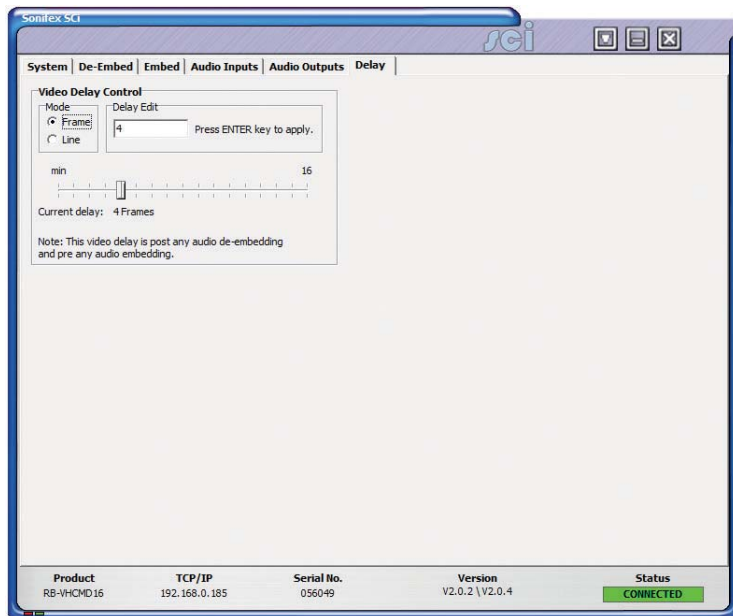 Sonifex SCi
sci
System De-Embed Embed Audio Inputs Audio Outputs Delay
Video Delay Control
Mode Delay Edit
Frame
4 Press ENTER key to apply.
Line
min 16
Current delay: 4 Frames
Note: This video delay is post any audio de-embedding
and pre any audio embedding.
Product TCP/IP Serial No. Version Status
RB-VHCMD16 192.168.0.185 056049 V2.0.2 \ V2.0.4 CONNECTED